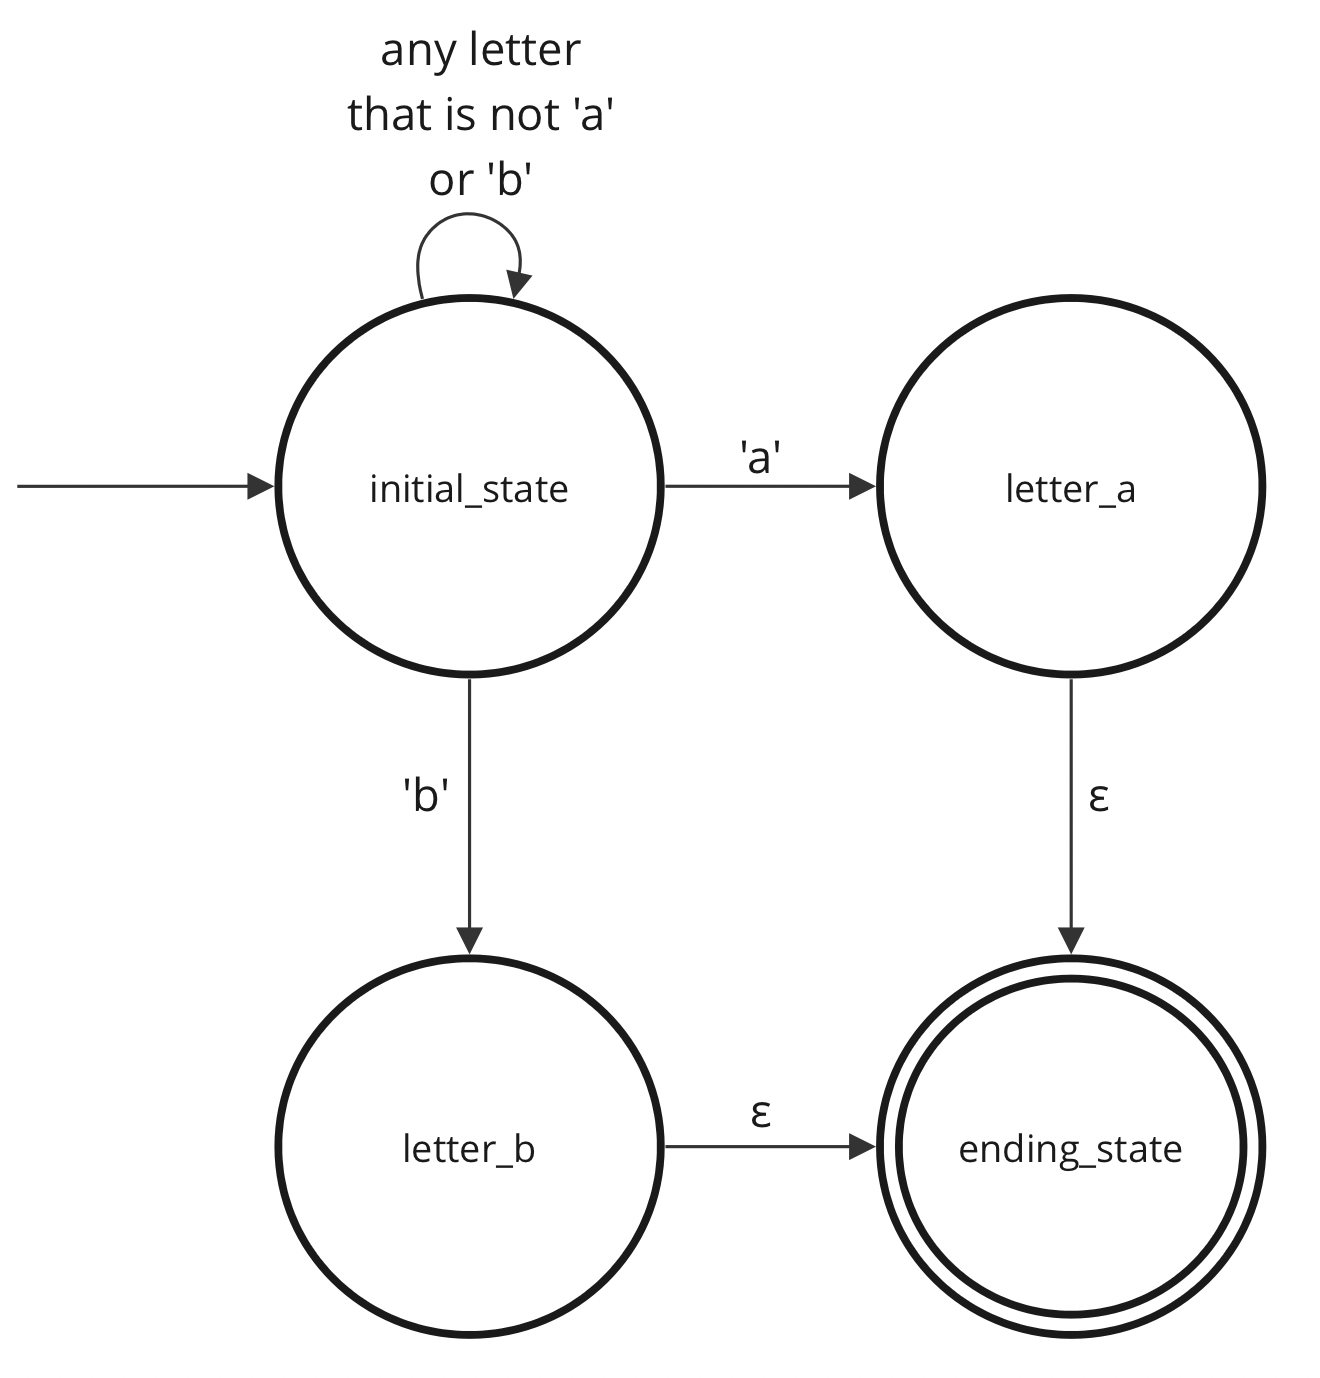 any letter
that is not 'a'
or 'b'
initial_state
'a'
letter_a
'b'
ε
letter_b
ε
ending_state